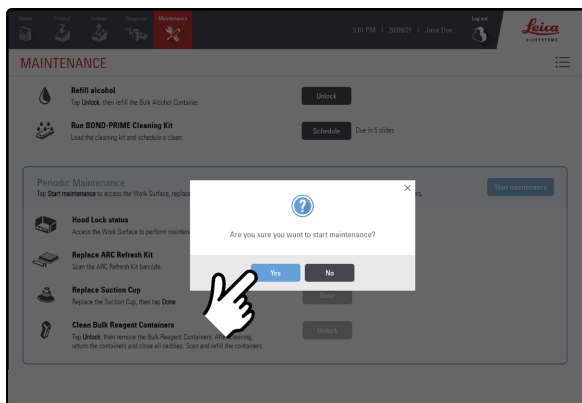 Status Preload Unload Reagents Maintenance
5:01 PM | 20/09/21 | Jane Doe
Log out
Leica
BIOSYSTEMS
MAINTENANCE
Refill alcohol
Tap Unlock, then refill the Bulk Alcohol Container.
Unlock
Run BOND-PRIME Cleaning Kit
Load the cleaning kit and schedule a clean.
Schedule Due in 5 slides
Periodic Maintenance
Tap Start maintenance to access the Work Surface, replace
Start maintenance
Hood Lock status
Access the Work Surface to perform
Are you sure you want to start maintenance?
Replace ARC Refresh Kit
Scan the ARC Refresh Kit barcode.
Yes No
Replace Suction Cup
Replace the Suction Cup, then tap Done
Done
Clean Bulk Reagent Containers
Tap Unlock, then remove the Bulk Reagent Containers. After cleaning,
return the containers and close all caddies. Scan and refill the containers.
Unlock